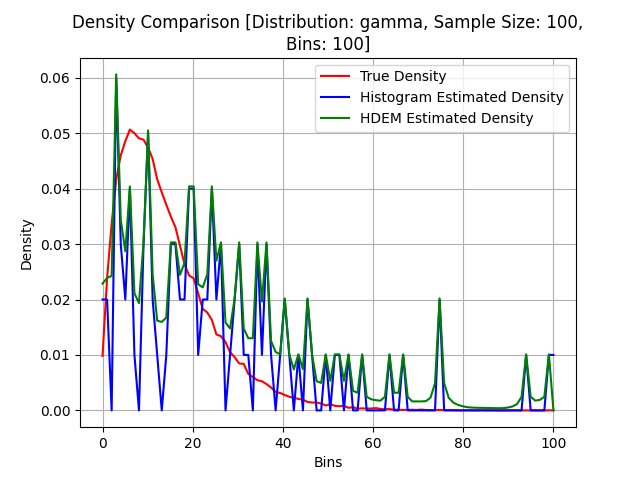 Density Comparison [Distribution: gamma, Sample Size: 100,
Bins: 100]
True Density
Histogram Estimated Density
HDEM Estimated Density
Density
0.06
0.05
0.04
0.03
0.02
0.01
0.00
0
20
40
60
80
100
Bins